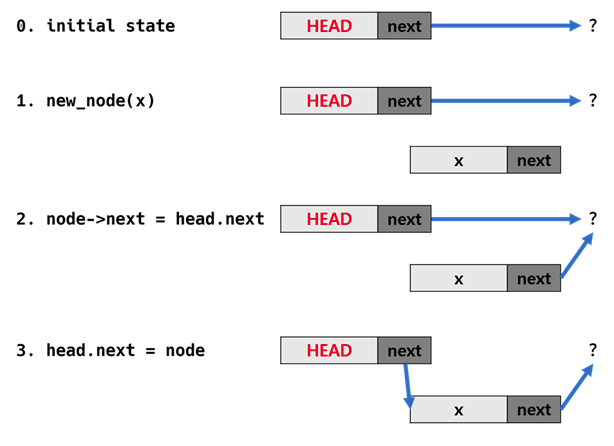 0. initial state
HEAD next ?
1. new_node(x)
HEAD next ?
x next
2. node->next = head.next
HEAD next ?
x next
3. head.next = node
HEAD next ?
x next